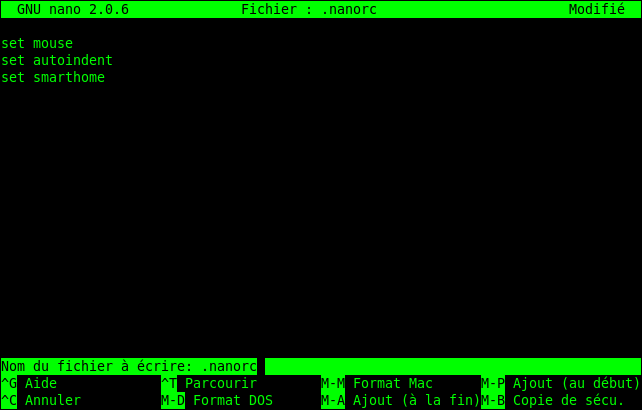 GNU nano 2.0.6 Fichier : .nanorc Modifié
set mouse
set autoindent
set smarthome
Nom du fichier à écrire: .nanorc
^G Aide ^T Parcourir M-M Format Mac M-P Ajout (au début)
^C Annuler M-D Format DOS M-A Ajout (à la fin) M-B Copie de sécu.